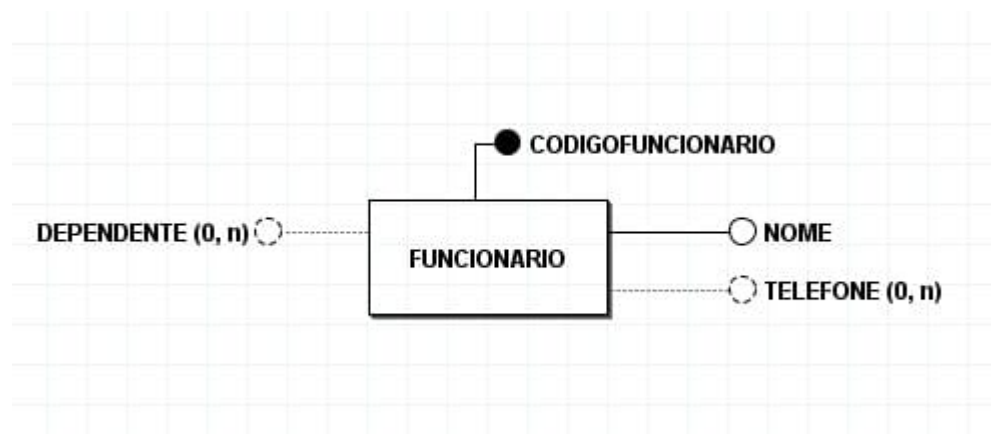 CODIGOFUNCIONARIO
DEPENDENTE (0, n)
FUNCIONARIO
NOME
TELEFONE (0, n)